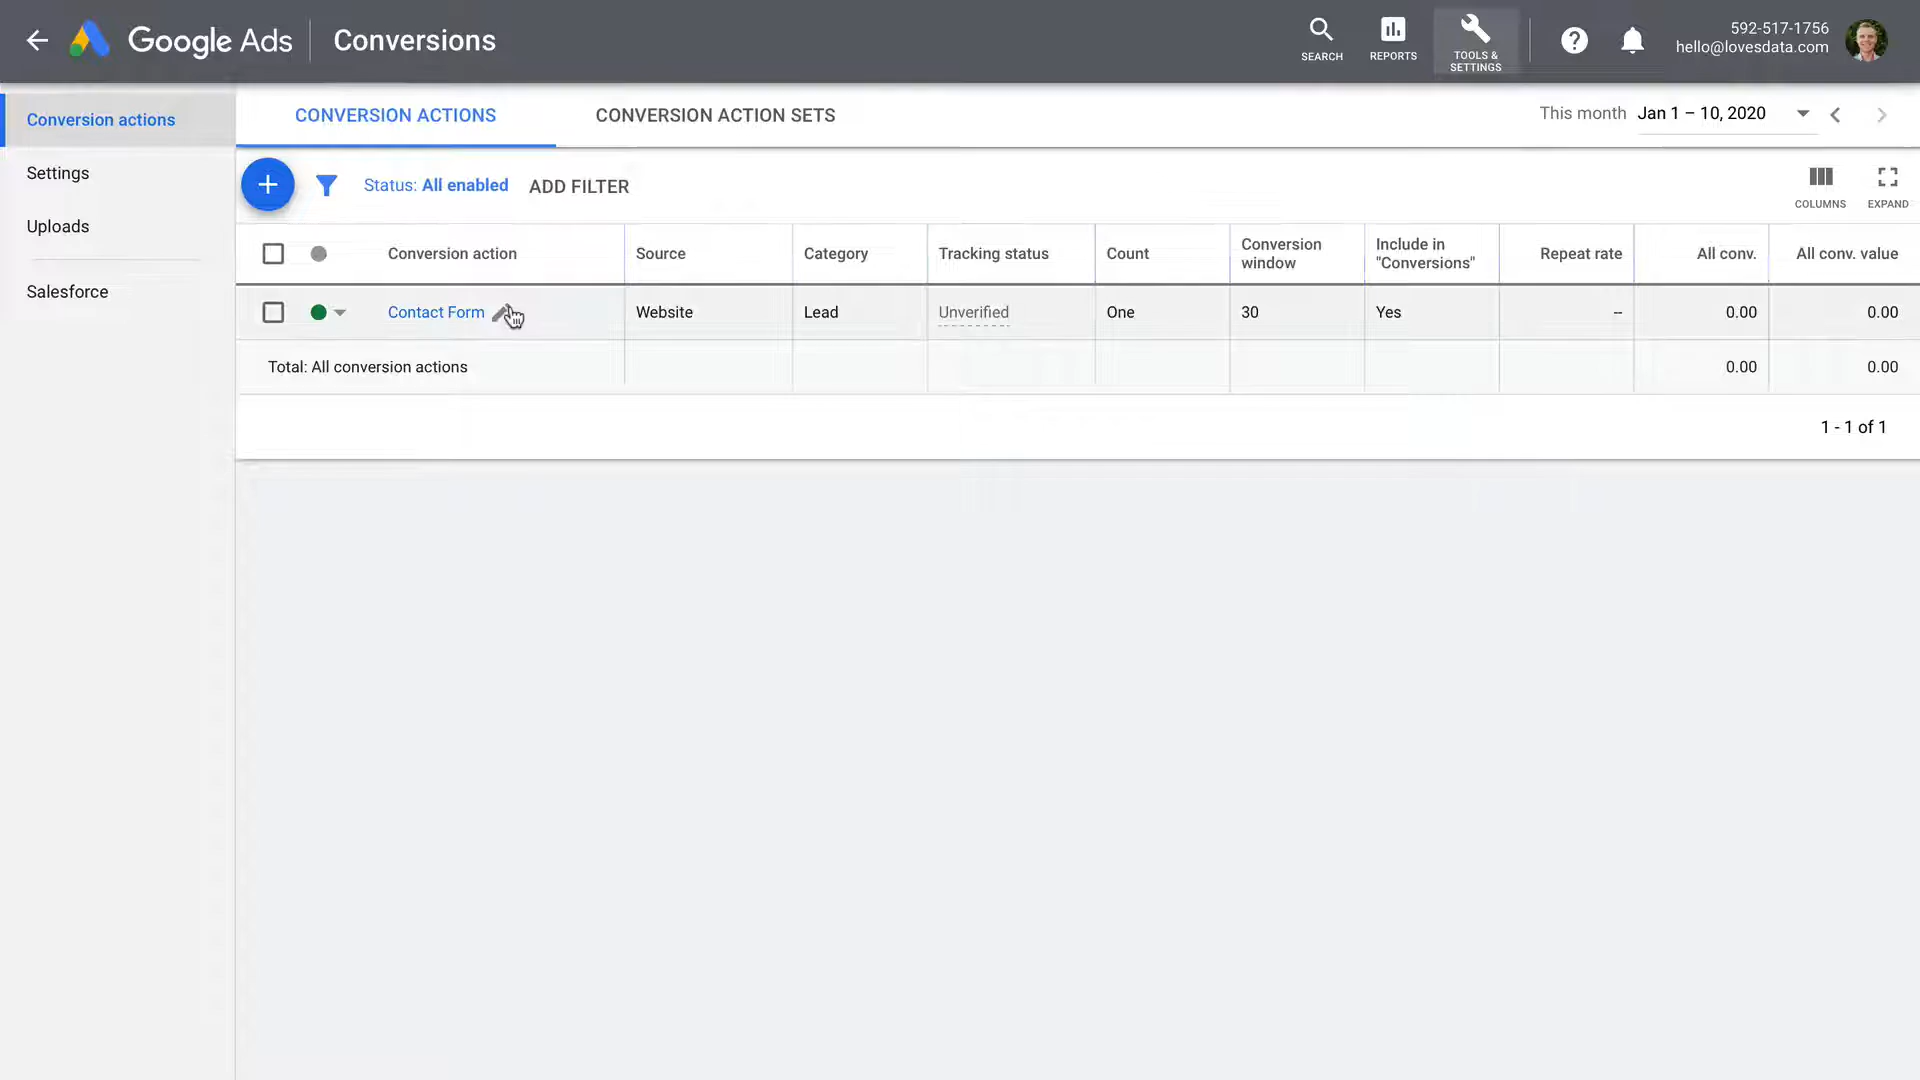 Google Ads
Conversions
SEARCH
REPORTS
TOOLS &
SETTINGS
592-517-1756
hello@lovesdata.com
Conversion actions
Settings
Uploads
Salesforce
CONVERSION ACTIONS
CONVERSION ACTION SETS
This month Jan 1 – 10, 2020
Status: All enabled
ADD FILTER
COLUMNS
EXPAND
Conversion action
Source
Category
Tracking status
Count
Conversion
window
Include in
"Conversions"
Repeat rate
All conv.
All conv. value
Contact Form
Website
Lead
Unverified
One
30
Yes
--
0.00
0.00
Total: All conversion actions
0.00
0.00
1 - 1 of 1